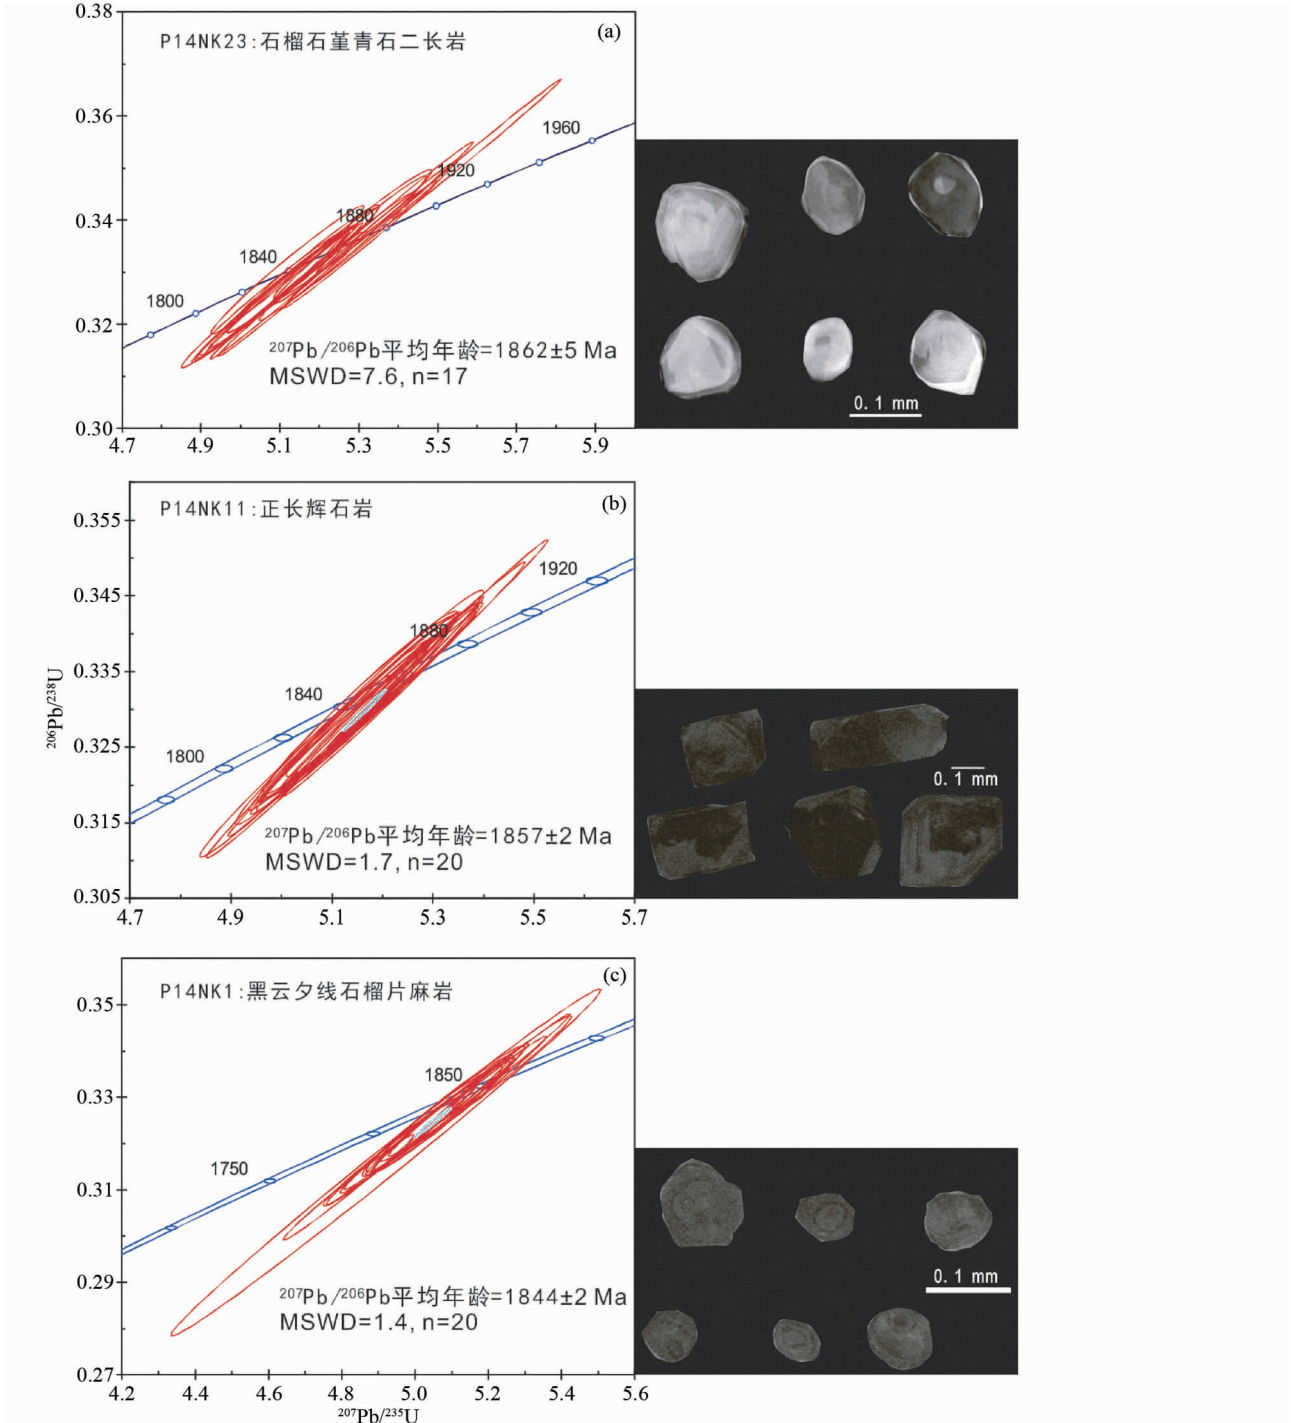 (a)
P14NK23:石榴石堇青石二长岩
0.38
0.36
0.34
0.32
0.30
1800
1840
1880
1920
1960
²⁰⁷Pb/²⁰⁶Pb平均年龄=1862±5 Ma
MSWD=7.6, n=17
4.7 4.9 5.1 5.3 5.5 5.7 5.9
0. 1 mm
(b)
P14NK11:正长辉石岩
0.355
0.345
0.335
0.325
0.315
0.305
²⁰⁶Pb/²³⁸U
1800
1840
1880
1920
²⁰⁷Pb/²⁰⁶Pb平均年龄=1857±2 Ma
MSWD=1.7, n=20
4.7 4.9 5.1 5.3 5.5 5.7
0. 1 mm
(c)
P14NK1:黑云夕线石榴片麻岩
0.35
0.33
0.31
0.29
0.27
1750
1850
²⁰⁷Pb/²⁰⁶Pb平均年龄=1844±2 Ma
MSWD=1.4, n=20
4.2 4.4 4.6 4.8 5.0 5.2 5.4 5.6
²⁰⁷Pb/²³⁵U
0. 1 mm